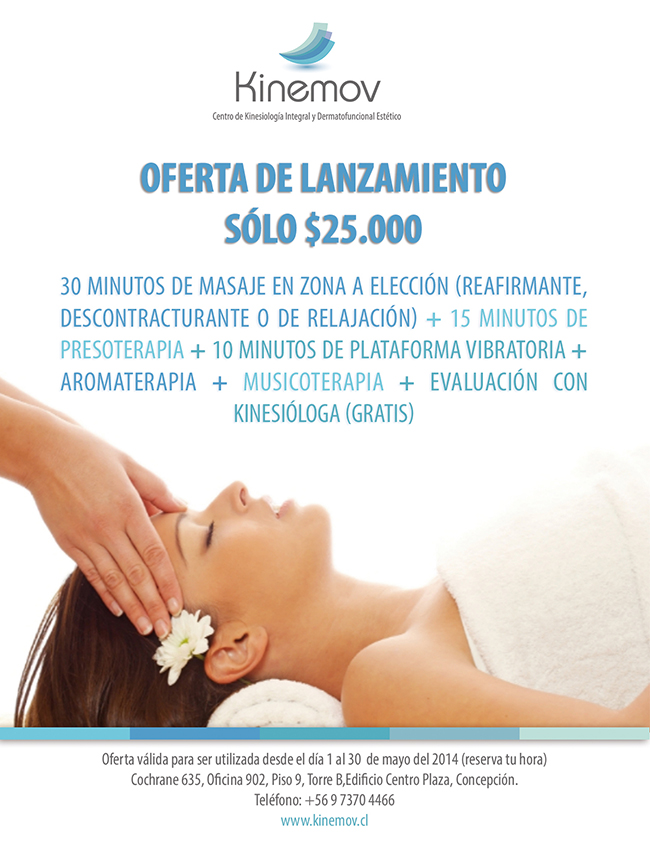 Kinemov
Centro de Kinesiología Integral y Dermatofuncional Estético
OFERTA DE LANZAMIENTO
SÓLO $25.000
30 MINUTOS DE MASAJE EN ZONA A ELECCIÓN (REAFIRMANTE,
DESCONTRACTURANTE O DE RELAJACIÓN) + 15 MINUTOS DE
PRESOTERAPIA + 10 MINUTOS DE PLATAFORMA VIBRATORIA +
AROMATERAPIA + MUSICOTERAPIA + EVALUACIÓN CON
KINESIÓLOGA (GRATIS)
Oferta válida para ser utilizada desde el día 1 al 30 de mayo del 2014 (reserva tu hora)
Cochrane 635, Oficina 902, Piso 9, Torre B,Edificio Centro Plaza, Concepción.
Teléfono: +56 9 7370 4466
www.kinemov.cl